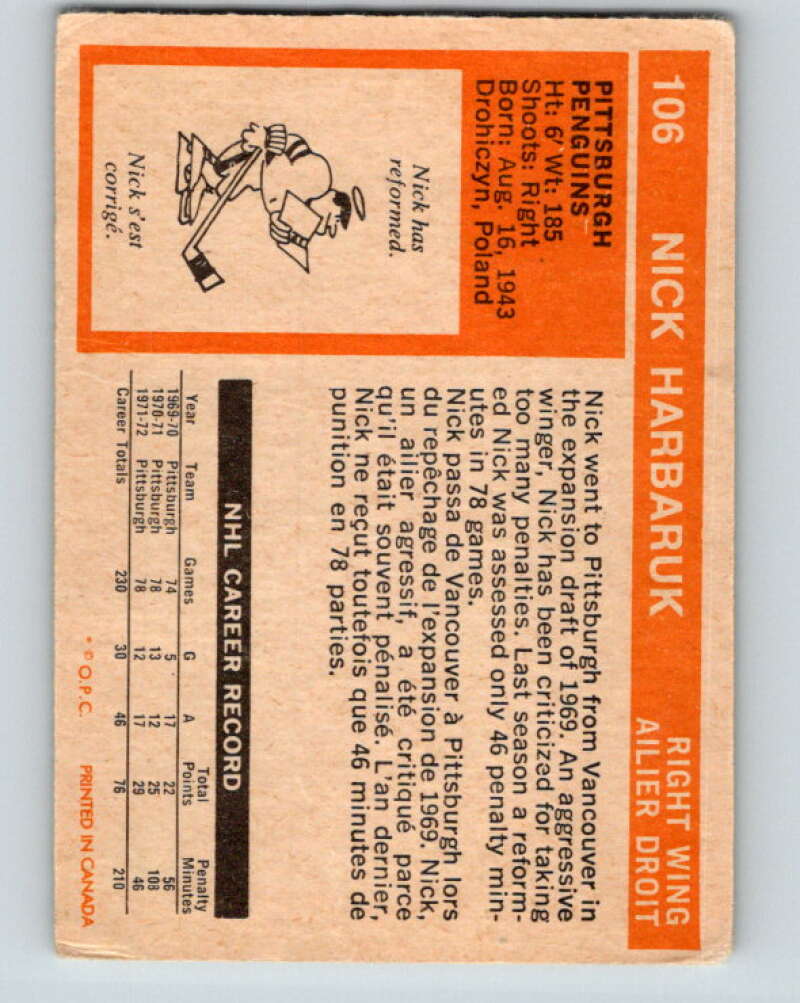 106 NICK HARBARUK
RIGHT WING
AILIER DROIT
PITTSBURGH
PENGUINS
Ht: 6' Wt: 185
Shoots: Right
Born: Aug. 16, 1943
Drohiczyn, Poland
Nick has
reformed.
Nick s'est
corrigé.
Nick went to Pittsburgh from Vancouver in
the expansion draft of 1969. An aggressive
winger, Nick has been criticized for taking
too many penalties. Last season a reform-
ed Nick was assessed only 46 penalty min-
utes in 78 games.
Nick passa de Vancouver à Pittsburgh lors
du repêchage de l'expansion de 1969. Nick,
un ailier agressif, a été critiqué parce
qu'il était souvent pénalisé. L'an dernier,
Nick ne reçut toutefois que 46 minutes de
punition en 78 parties.
NHL CAREER RECORD
Year Team Games G A Total Points Penalty Minutes
1969-70 Pittsburgh 74 5 17 22 56
1970-71 Pittsburgh 78 13 12 25 108
1971-72 Pittsburgh 78 12 17 29 46
Career Totals 230 30 46 76 210
* © O.P.C. PRINTED IN CANADA